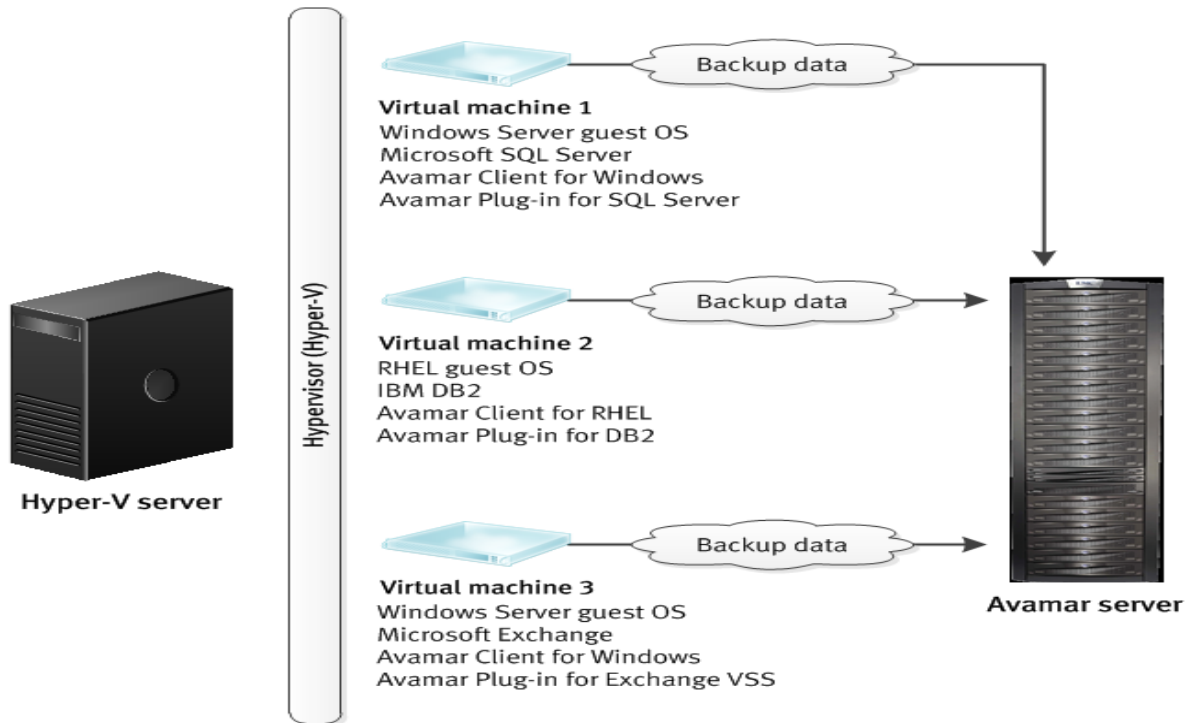 Hyper-V server
Hypervisor (Hyper-V)
Backup data
Virtual machine 1
Windows Server guest OS
Microsoft SQL Server
Avamar Client for Windows
Avamar Plug-in for SQL Server
Backup data
Virtual machine 2
RHEL guest OS
IBM DB2
Avamar Client for RHEL
Avamar Plug-in for DB2
Backup data
Virtual machine 3
Windows Server guest OS
Microsoft Exchange
Avamar Client for Windows
Avamar Plug-in for Exchange VSS
Avamar server